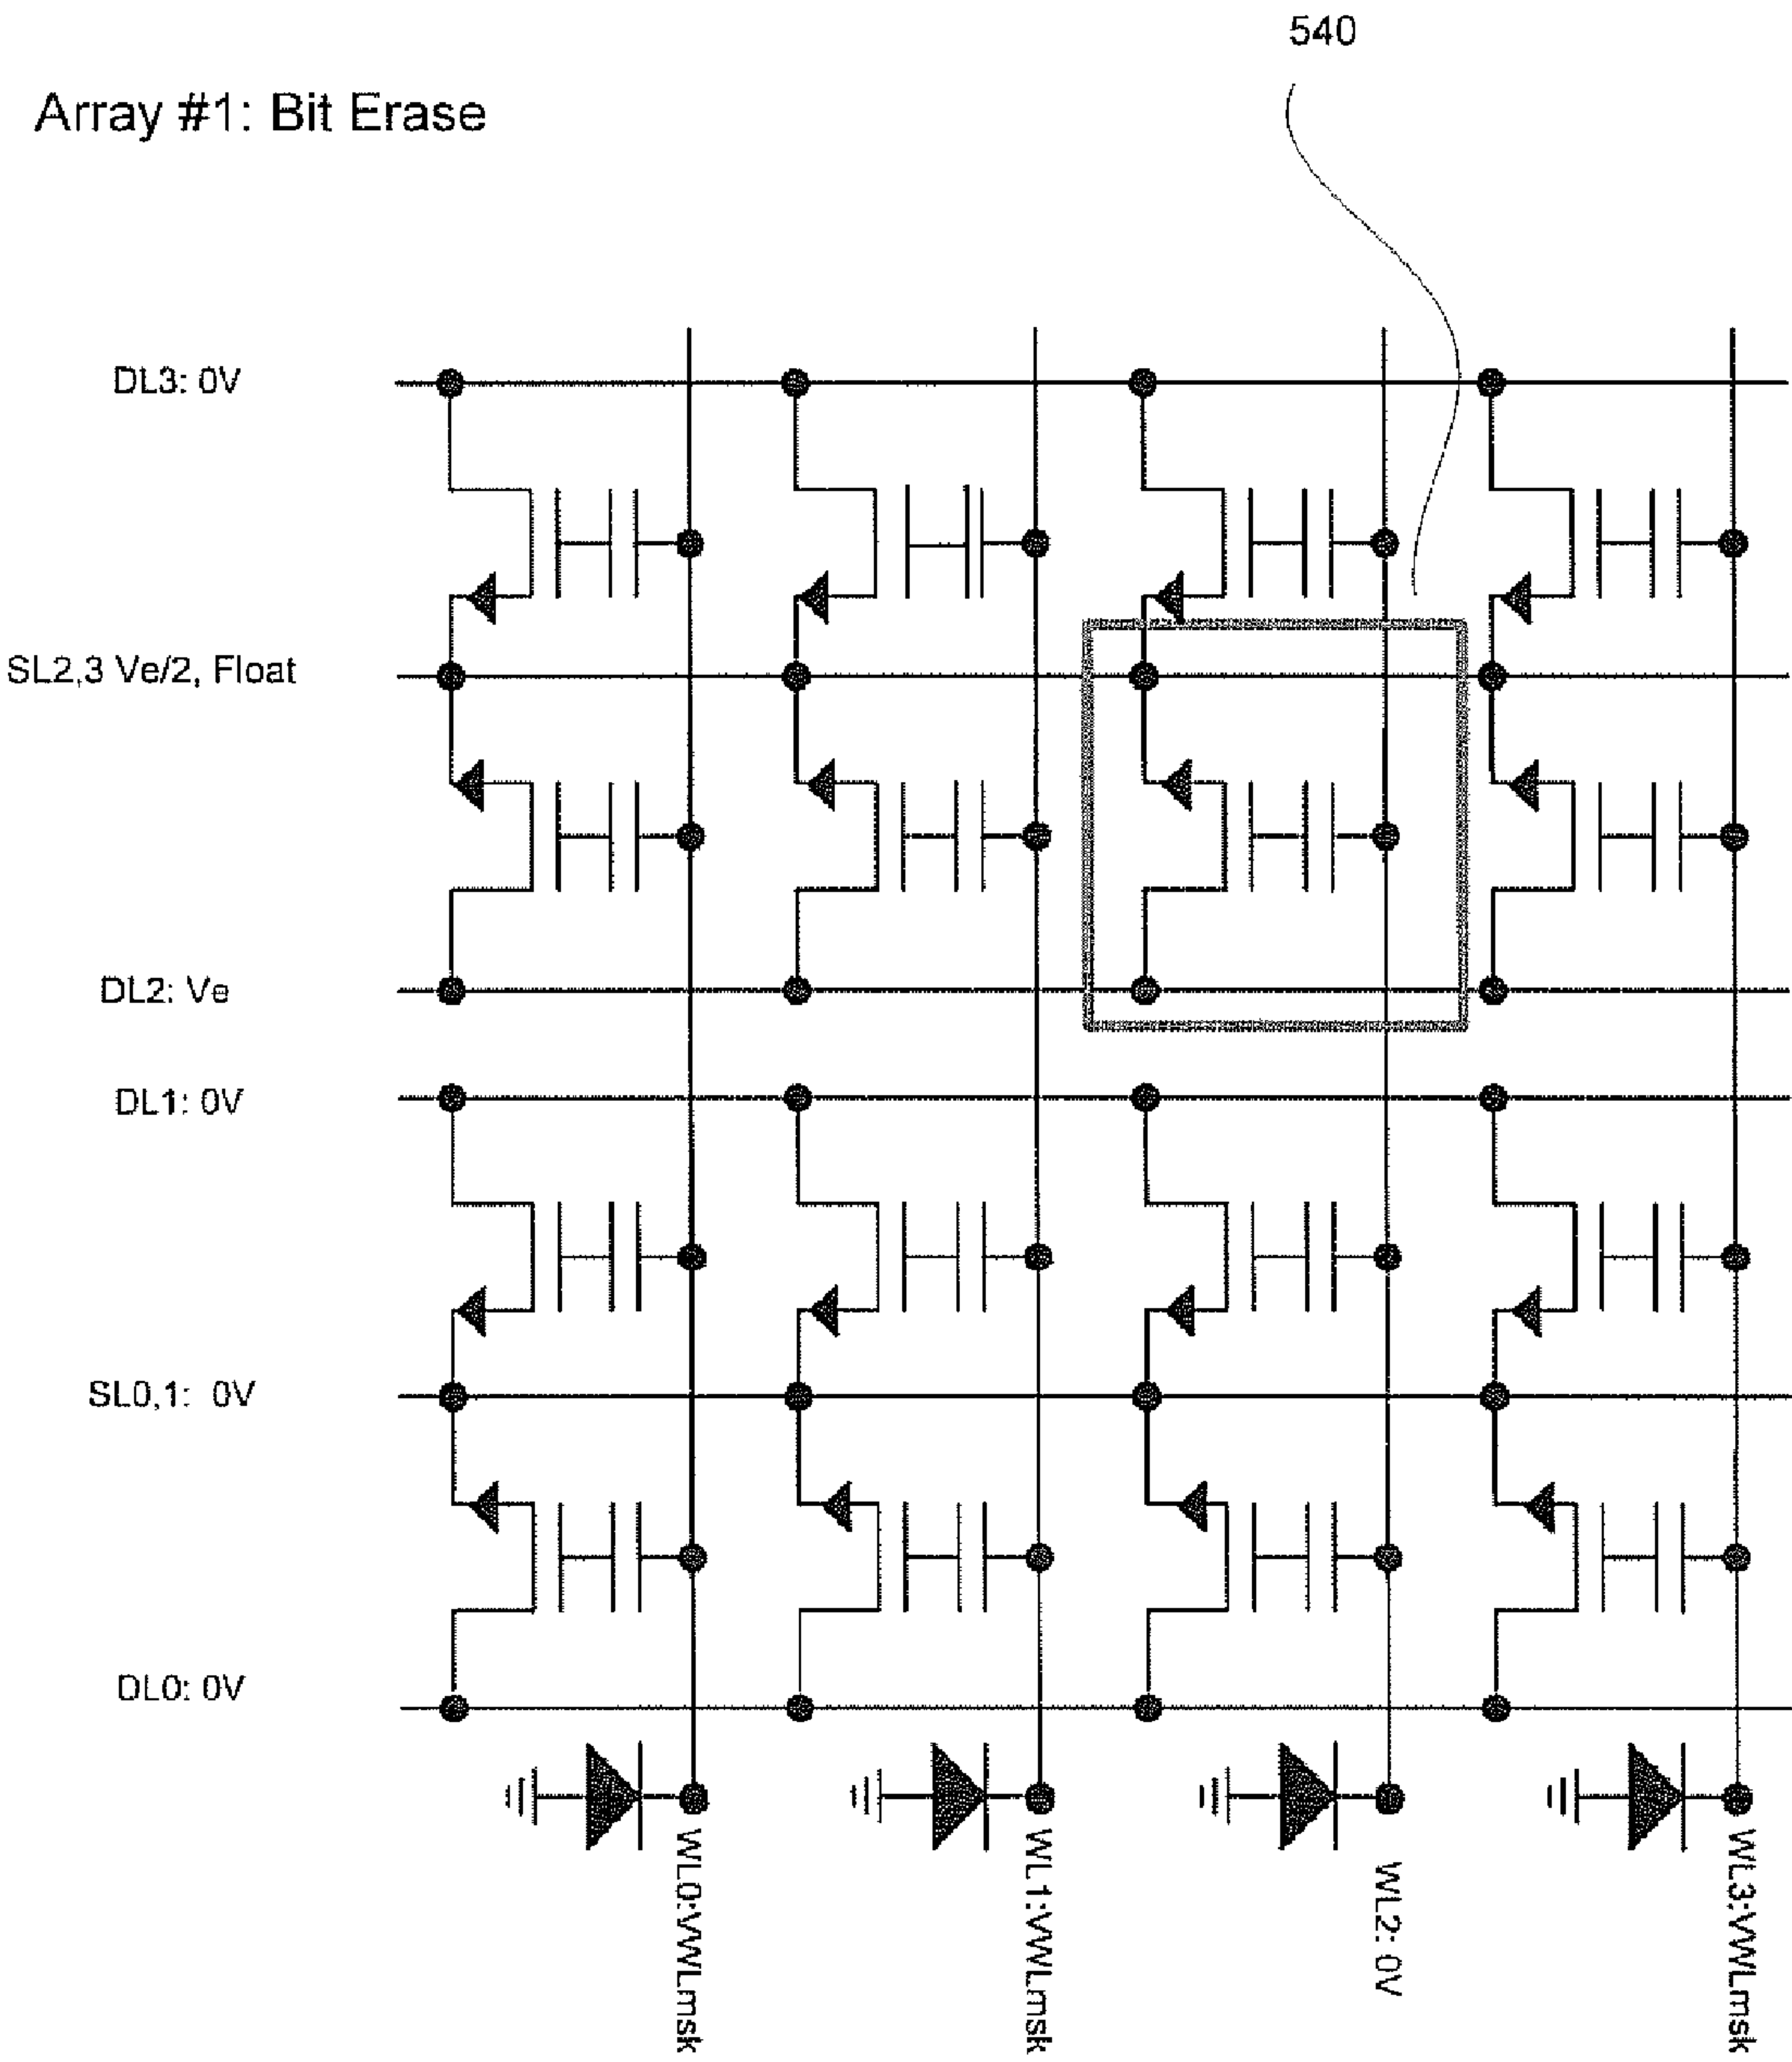 540
Array #1: Bit Erase
DL3: 0V
SL2,3 Ve/2, Float
DL2: Ve
DL1: 0V
SL0,1: 0V
DL0: 0V
WL0:VWLmsk
WL1:VWLmsk
WL2: 0V
WL3:VWLmsk